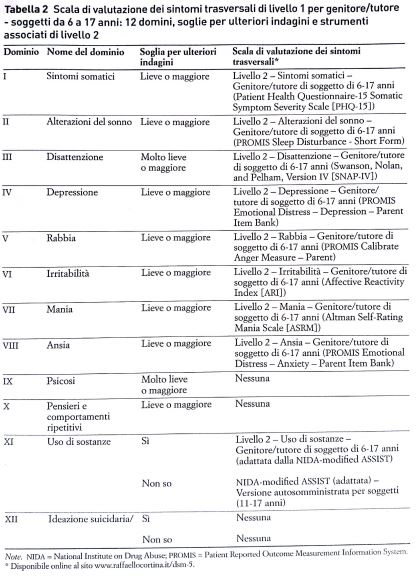 Tabella 2 Scala di valutazione dei sintomi trasversali di livello 1 per genitore/tutore
- soggetti da 6 a 17 anni: 12 domini, soglie per ulteriori indagini e strumenti
associati di livello 2
Dominio Nome del dominio Soglia per ulteriori indagini Scala di valutazione dei sintomi trasversali*
I Sintomi somatici Lieve o maggiore Livello 2 – Sintomi somatici –
Genitore/tutore di soggetto di 6-17 anni
(Patient Health Questionnaire-15 Somatic
Symptom Severity Scale [PHQ-15])
II Alterazioni del sonno Lieve o maggiore Livello 2 – Alterazioni del sonno –
Genitore/tutore di soggetto di 6-17 anni
(PROMIS Sleep Disturbance - Short Form)
III Disattenzione Molto lieve o maggiore Livello 2 – Disattenzione – Genitore/tutore
di soggetto di 6-17 anni (Swanson, Nolan,
and Pelham, Version IV [SNAP-IV])
IV Depressione Lieve o maggiore Livello 2 – Depressione – Genitore/
tutore di soggetto di 6-17 anni (PROMIS
Emotional Distress – Depression – Parent
Item Bank)
V Rabbia Lieve o maggiore Livello 2 – Rabbia – Genitore/tutore di
soggetto di 6-17 anni (PROMIS Calibrate
Anger Measure – Parent)
VI Irritabilità Lieve o maggiore Livello 2 – Irritabilità – Genitore/tutore di
soggetto di 6-17 anni (Affective Reactivity
Index [ARI])
VII Mania Lieve o maggiore Livello 2 – Mania – Genitore/tutore di
soggetto di 6-17 anni (Altman Self-Rating
Mania Scale [ASRM])
VIII Ansia Lieve o maggiore Livello 2 – Ansia – Genitore/tutore di
soggetto di 6-17 anni (PROMIS Emotional
Distress – Anxiety – Parent Item Bank)
IX Psicosi Molto lieve o maggiore Nessuna
X Pensieri e comportamenti ripetitivi Lieve o maggiore Nessuna
XI Uso di sostanze Sì Livello 2 – Uso di sostanze –
Genitore/tutore di soggetto di 6-17 anni
(adattata dalla NIDA-modified ASSIST)
Non so NIDA-modified ASSIST (adattata) –
Versione autosomministrata per soggetti
(11-17 anni)
XII Ideazione suicidaria/ Sì Nessuna
Non so Nessuna
Note. NIDA = National Institute on Drug Abuse; PROMIS = Patient Reported Outcome Measurement Information System.
* Disponibile online al sito www.raffaellocortina.it/dsm-5.